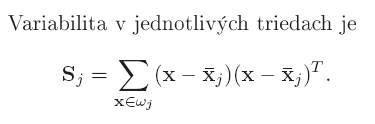 Variabilita v jednotlivých triedach je
S_j = ∑_{x∈ω_j} (x − x̄_j)(x − x̄_j)^T.